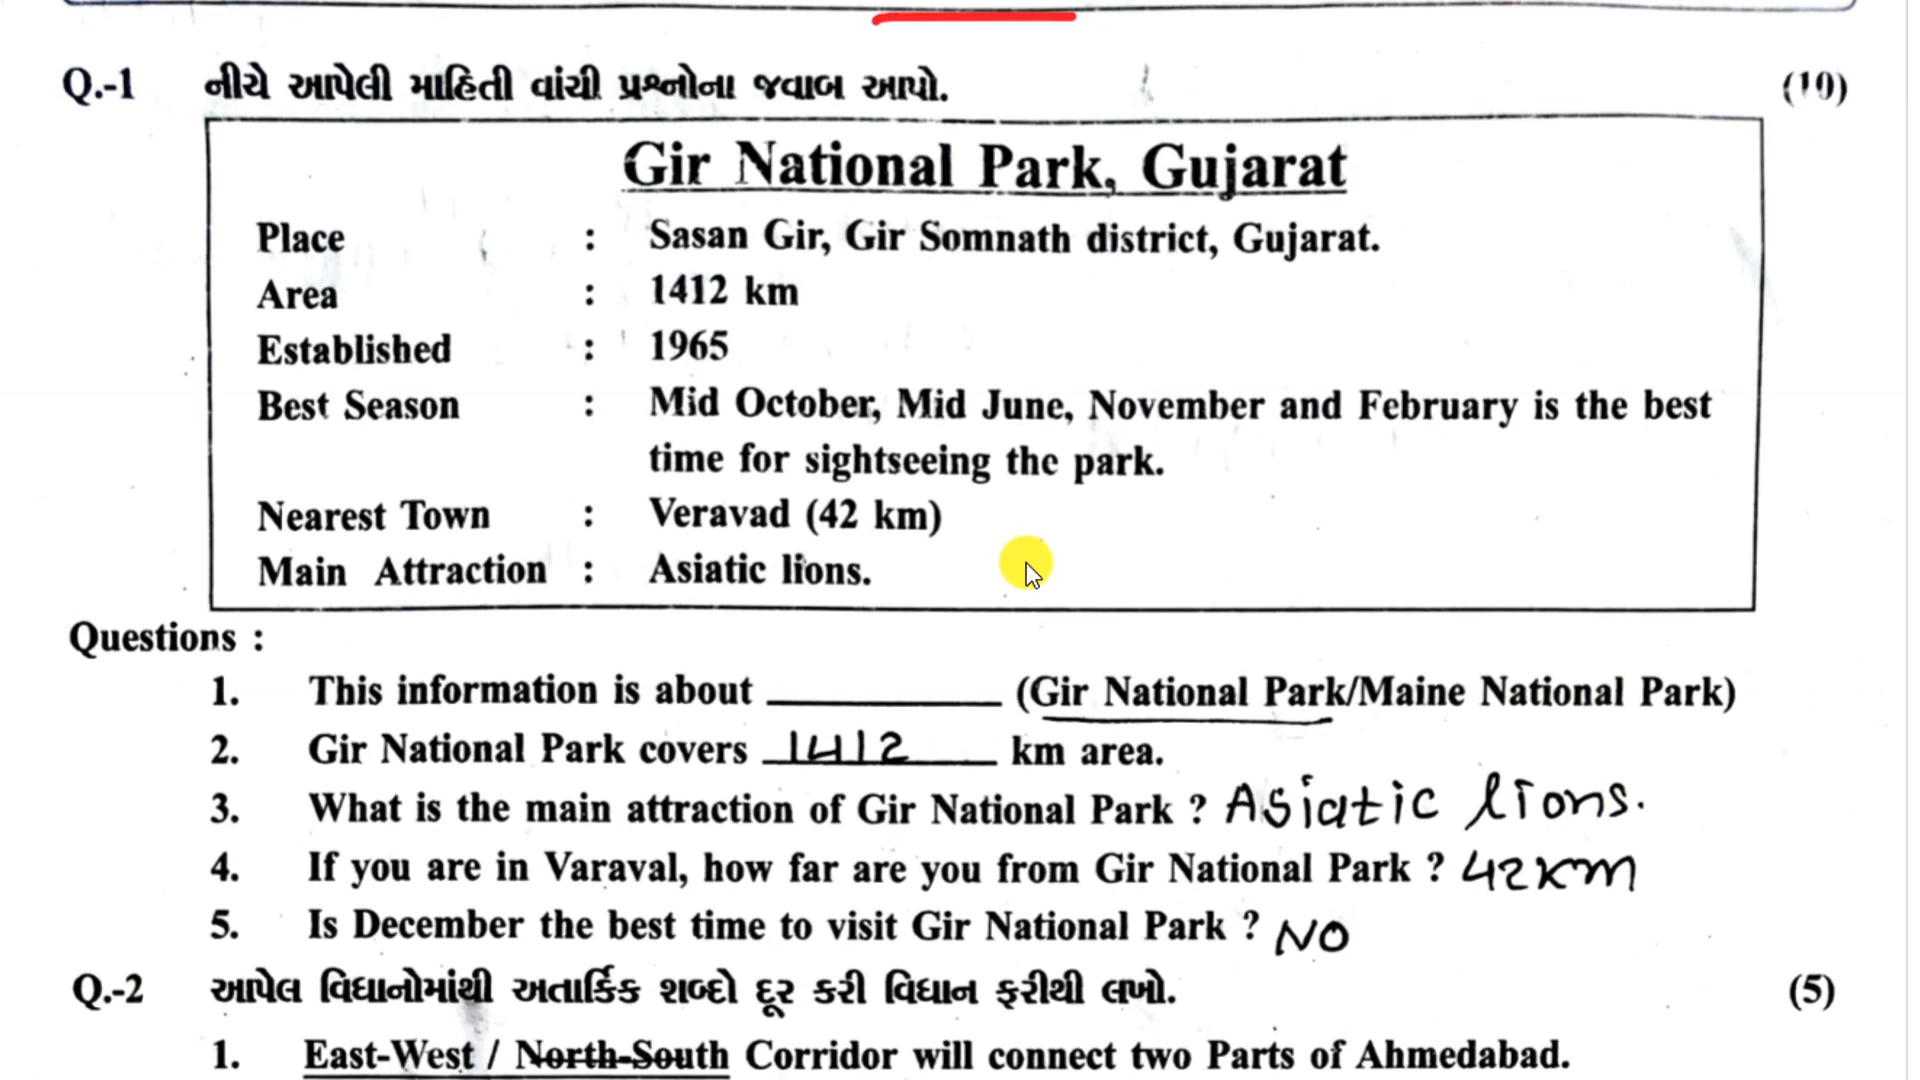 Q.-1 નીચે આપેલી માહિતી વાંચી પ્રશ્નોના જવાબ આપો. (10)
Gir National Park, Gujarat
Place : Sasan Gir, Gir Somnath district, Gujarat.
Area : 1412 km
Established : 1965
Best Season : Mid October, Mid June, November and February is the best
time for sightseeing the park.
Nearest Town : Veravad (42 km)
Main Attraction : Asiatic lions.
Questions :
1. This information is about __________ (Gir National Park/Maine National Park)
2. Gir National Park covers 1412 km area.
3. What is the main attraction of Gir National Park ? Asiatic lions.
4. If you are in Varaval, how far are you from Gir National Park ? 42 KM
5. Is December the best time to visit Gir National Park ? NO
Q.-2 આપેલ વિધાનોમાંથી અતાર્કિક શબ્દો દૂર કરી વિધાન ફરીથી લખો. (5)
1. East-West / North-South Corridor will connect two Parts of Ahmedabad.